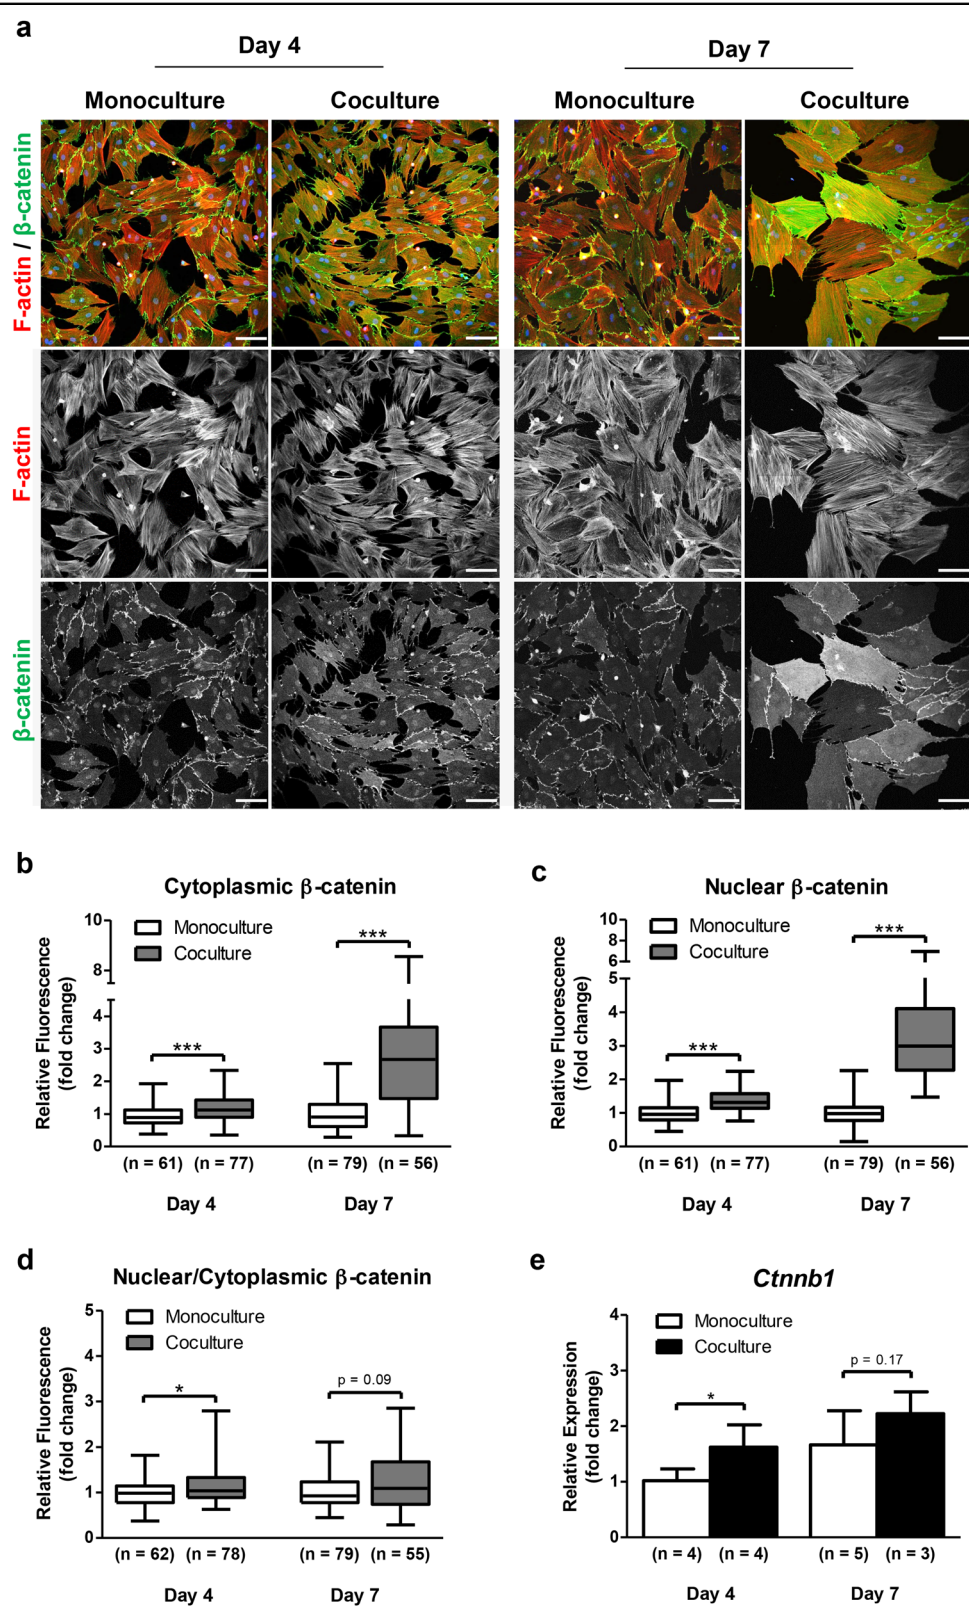 a
Day 4
Day 7
Monoculture
Coculture
Monoculture
Coculture
F-actin / β-catenin
F-actin
β-catenin
b
Cytoplasmic β-catenin
Relative Fluorescence
(fold change)
10
8
4
3
2
1
0
Monoculture
Coculture
***
***
(n = 61) (n = 77) (n = 79) (n = 56)
Day 4
Day 7
c
Nuclear β-catenin
Relative Fluorescence
(fold change)
10
8
6
5
4
3
2
1
0
Monoculture
Coculture
***
***
(n = 61) (n = 77) (n = 79) (n = 56)
Day 4
Day 7
d
Nuclear/Cytoplasmic β-catenin
Relative Fluorescence
(fold change)
5
4
3
2
1
0
Monoculture
Coculture
*
p = 0.09
(n = 62) (n = 78) (n = 79) (n = 55)
Day 4
Day 7
e
Ctnnb1
Relative Expression
(fold change)
4
3
2
1
0
Monoculture
Coculture
*
p = 0.17
(n = 4) (n = 4) (n = 5) (n = 3)
Day 4
Day 7